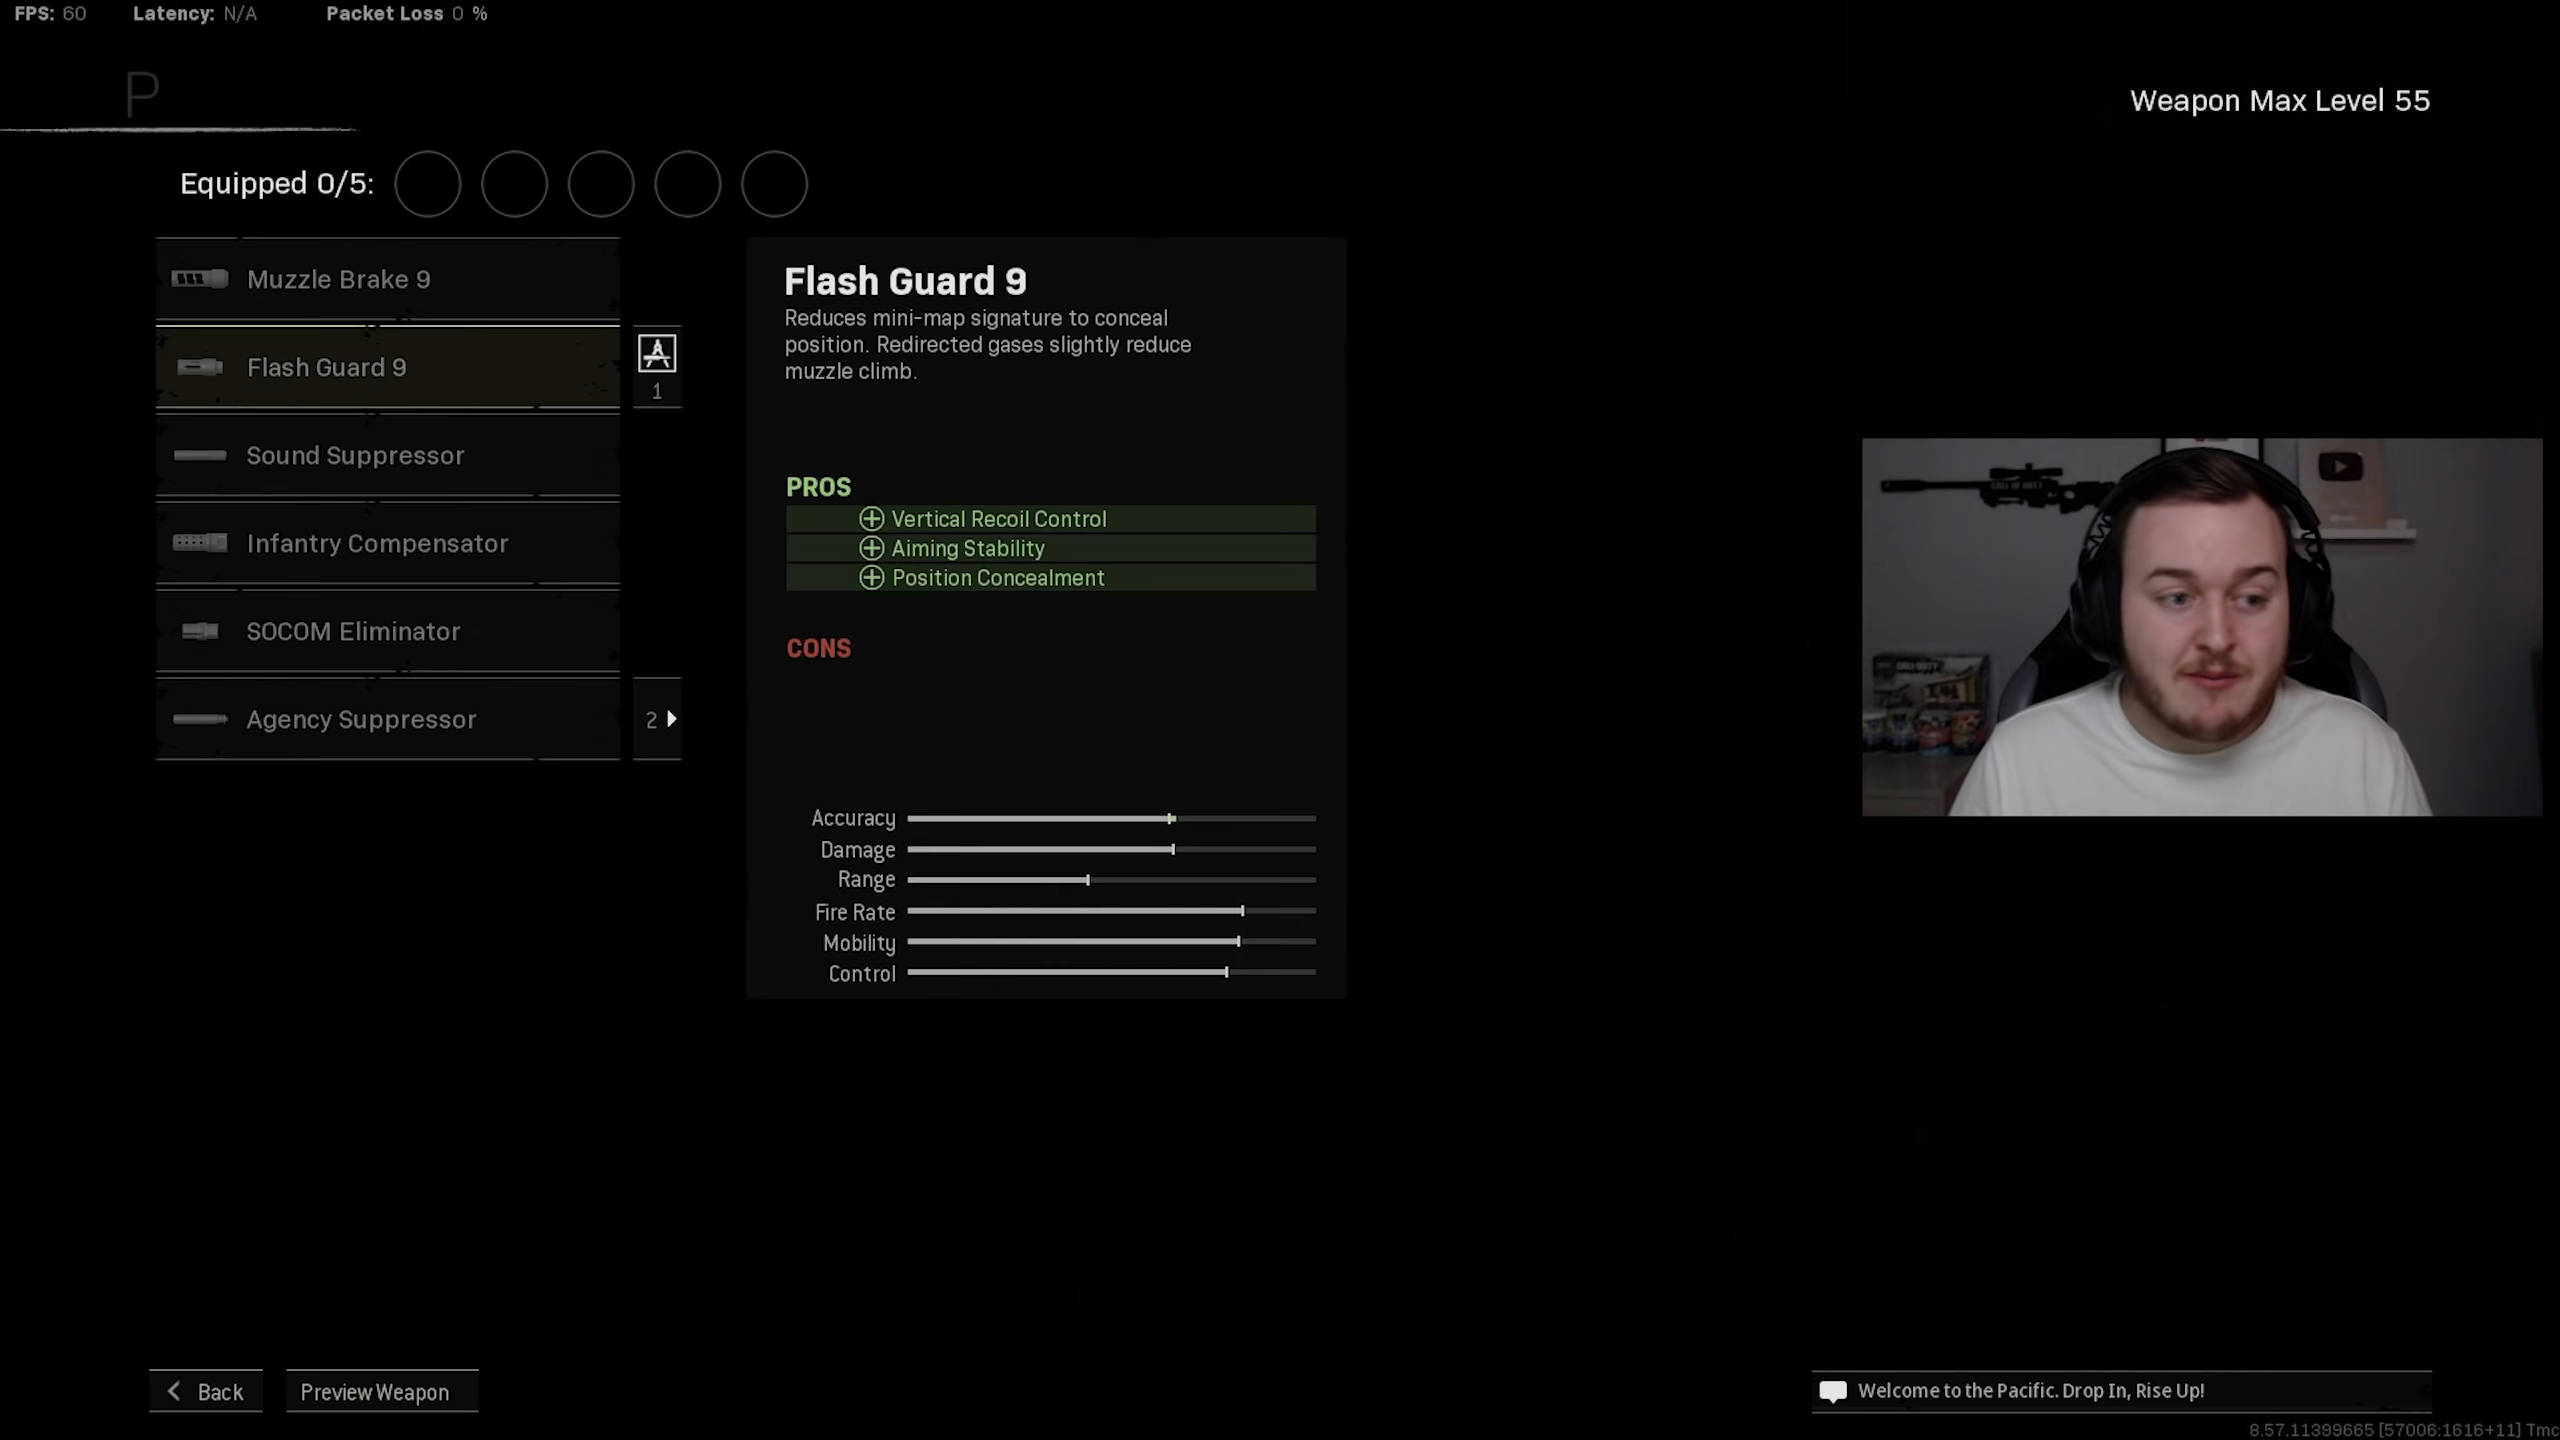 FPS: 60 Latency: N/A Packet Loss 0 %
P
Weapon Max Level 55
Equipped 0/5:
Muzzle Brake 9
Flash Guard 9
1
Sound Suppressor
Infantry Compensator
SOCOM Eliminator
Agency Suppressor
2
Flash Guard 9
Reduces mini-map signature to conceal
position. Redirected gases slightly reduce
muzzle climb.
PROS
Vertical Recoil Control
Aiming Stability
Position Concealment
CONS
Accuracy
Damage
Range
Fire Rate
Mobility
Control
CALL OF DUTY
Back
Preview Weapon
Welcome to the Pacific. Drop In, Rise Up!
8.57.11399665 [57006:1616+11] Tmc